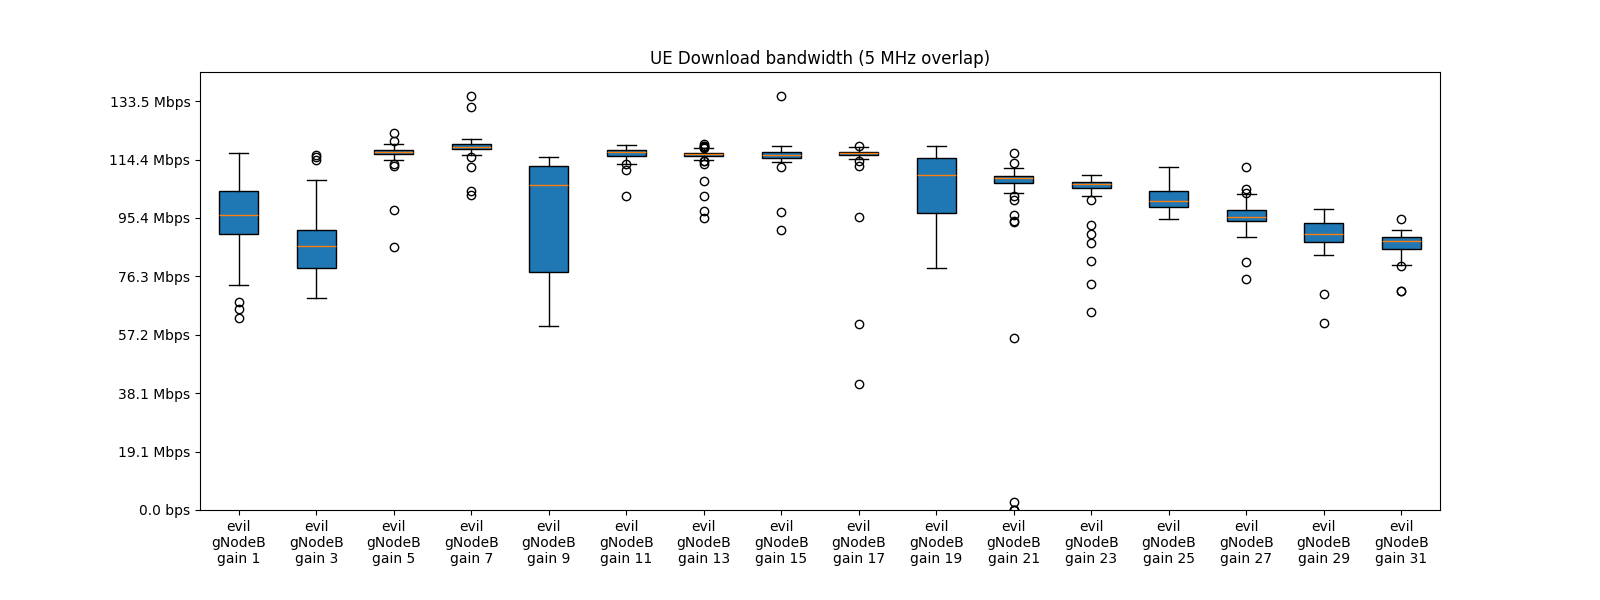 UE Download bandwidth (5 MHz overlap)
133.5 Mbps
114.4 Mbps
95.4 Mbps
76.3 Mbps
57.2 Mbps
38.1 Mbps
19.1 Mbps
0.0 bps
evil
gNodeB
gain 1
evil
gNodeB
gain 3
evil
gNodeB
gain 5
evil
gNodeB
gain 7
evil
gNodeB
gain 9
evil
gNodeB
gain 11
evil
gNodeB
gain 13
evil
gNodeB
gain 15
evil
gNodeB
gain 17
evil
gNodeB
gain 19
evil
gNodeB
gain 21
evil
gNodeB
gain 23
evil
gNodeB
gain 25
evil
gNodeB
gain 27
evil
gNodeB
gain 29
evil
gNodeB
gain 31